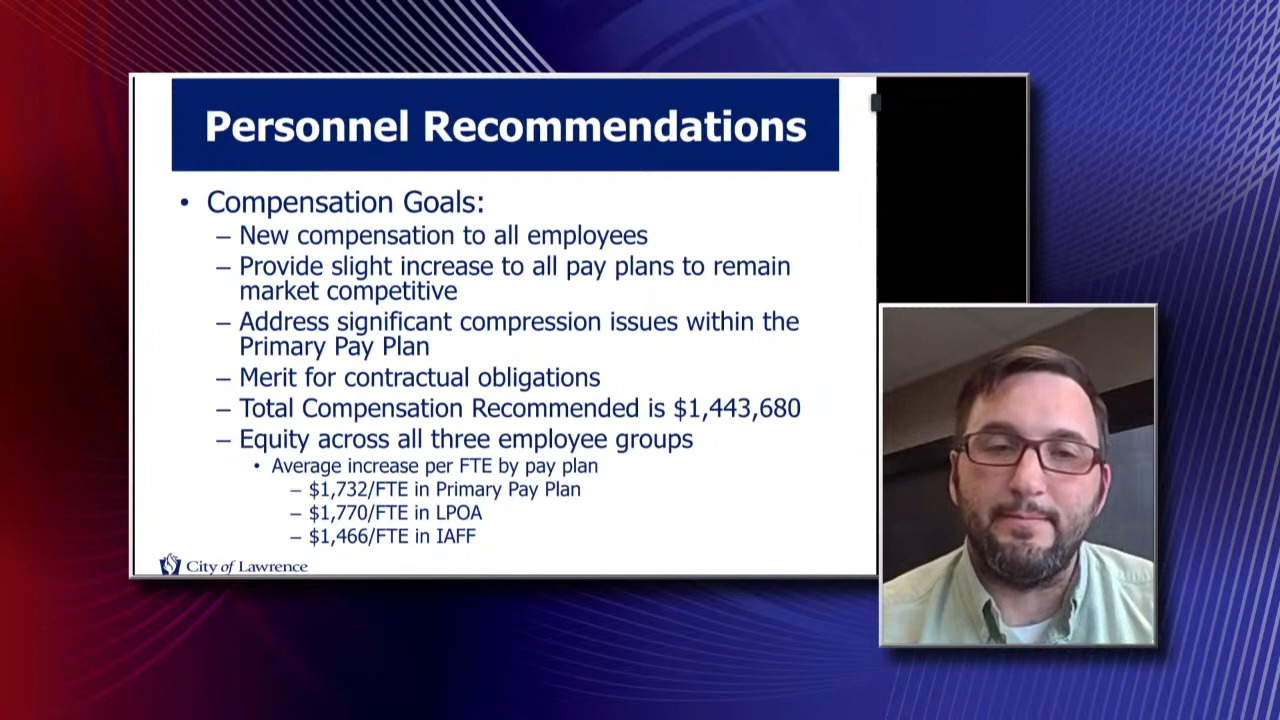 Personnel Recommendations
• Compensation Goals:
– New compensation to all employees
– Provide slight increase to all pay plans to remain
market competitive
– Address significant compression issues within the
Primary Pay Plan
– Merit for contractual obligations
– Total Compensation Recommended is $1,443,680
– Equity across all three employee groups
• Average increase per FTE by pay plan
– $1,732/FTE in Primary Pay Plan
– $1,770/FTE in LPOA
– $1,466/FTE in IAFF
City of Lawrence